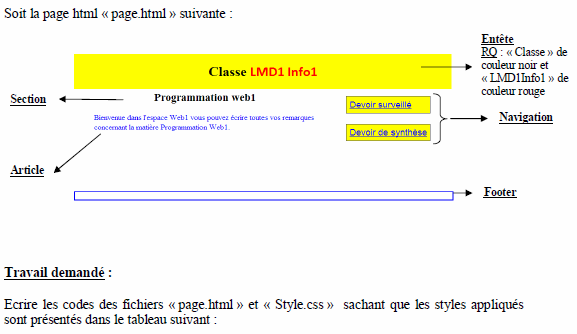 Soit la page html « page.html » suivante :
Entête
RQ : « Classe » de
couleur noir et
« LMD1Info1 » de
couleur rouge
Classe LMD1 Info1
Section
Programmation web1
Devoir surveillé
Bienvenue dans l'espace Web1 vous pouvez écrire toutes vos remarques
concernant la matière Programmation Web1.
Navigation
Devoir de synthèse
Article
Footer
Travail demandé :
Ecrire les codes des fichiers « page.html » et « Style.css » sachant que les styles appliqués
sont présentés dans le tableau suivant :